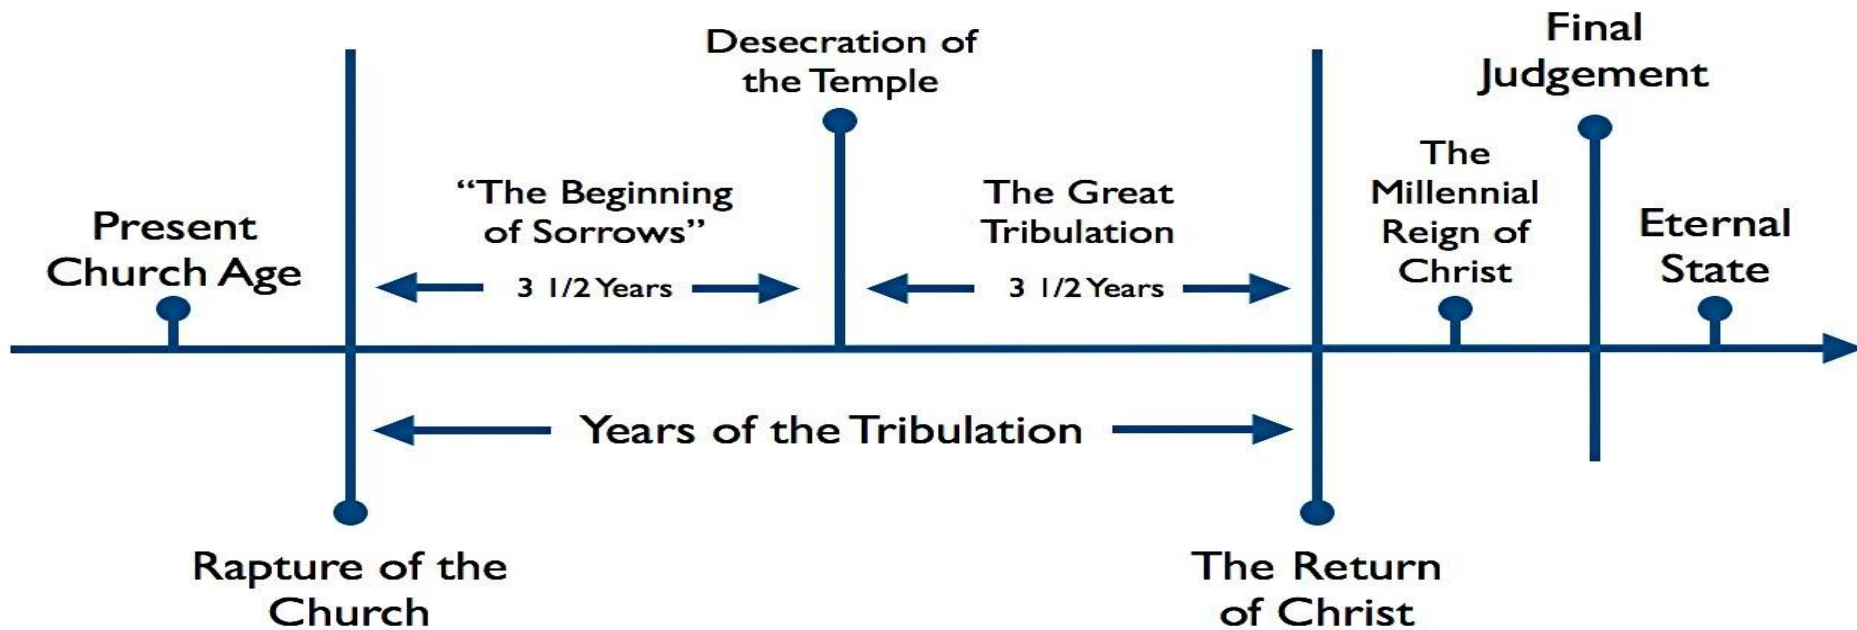 Present
Church Age
Rapture of the
Church
“The Beginning
of Sorrows”
3 1/2 Years
Desecration of
the Temple
The Great
Tribulation
3 1/2 Years
Years of the Tribulation
The Return
of Christ
The
Millennial
Reign of
Christ
Final
Judgement
Eternal
State